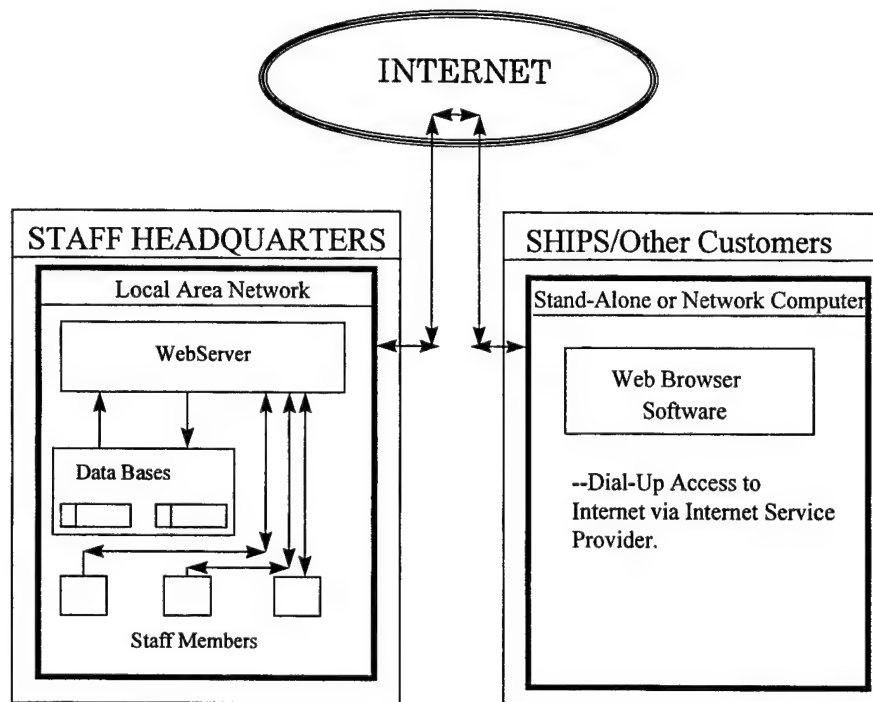 INTERNET
STAFF HEADQUARTERS
Local Area Network
WebServer
Data Bases
Staff Members
SHIPS/Other Customers
Stand-Alone or Network Computer
Web Browser
Software
--Dial-Up Access to
Internet via Internet Service
Provider.